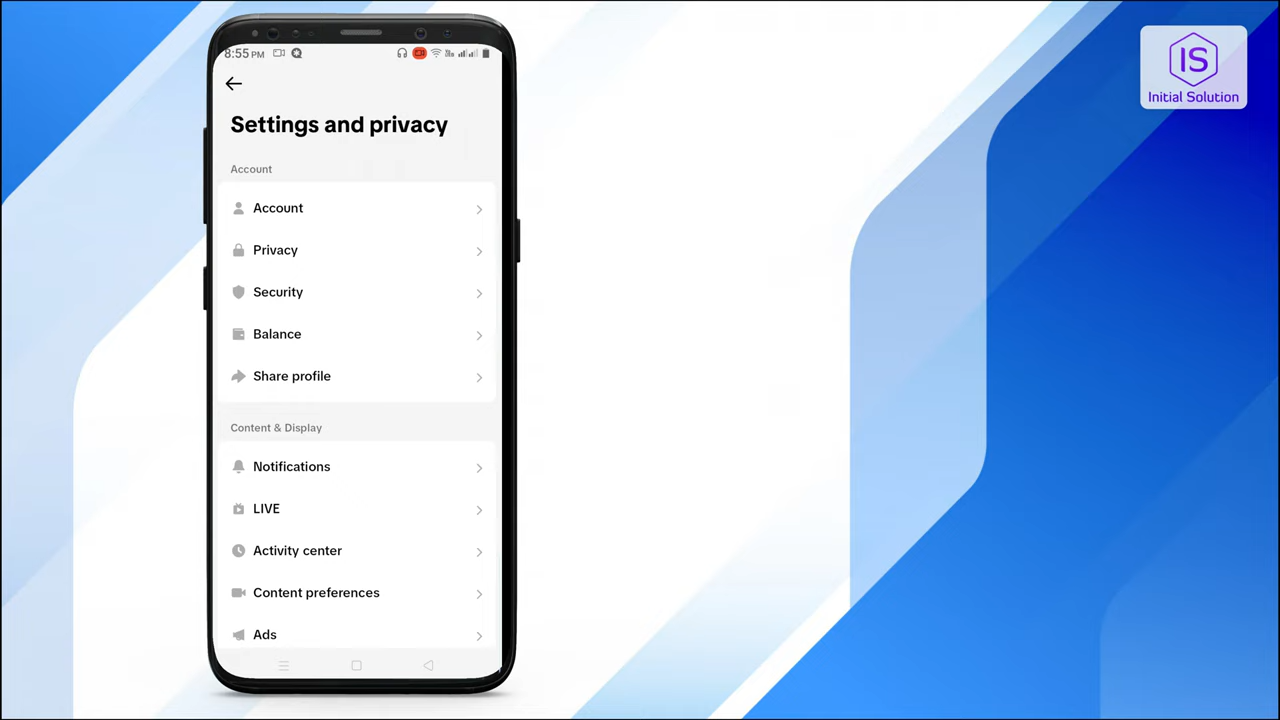 8:55 PM
Settings and privacy
Account
Account
Privacy
Security
Balance
Share profile
Content & Display
Notifications
LIVE
Activity center
Content preferences
Ads
IS
Initial Solution